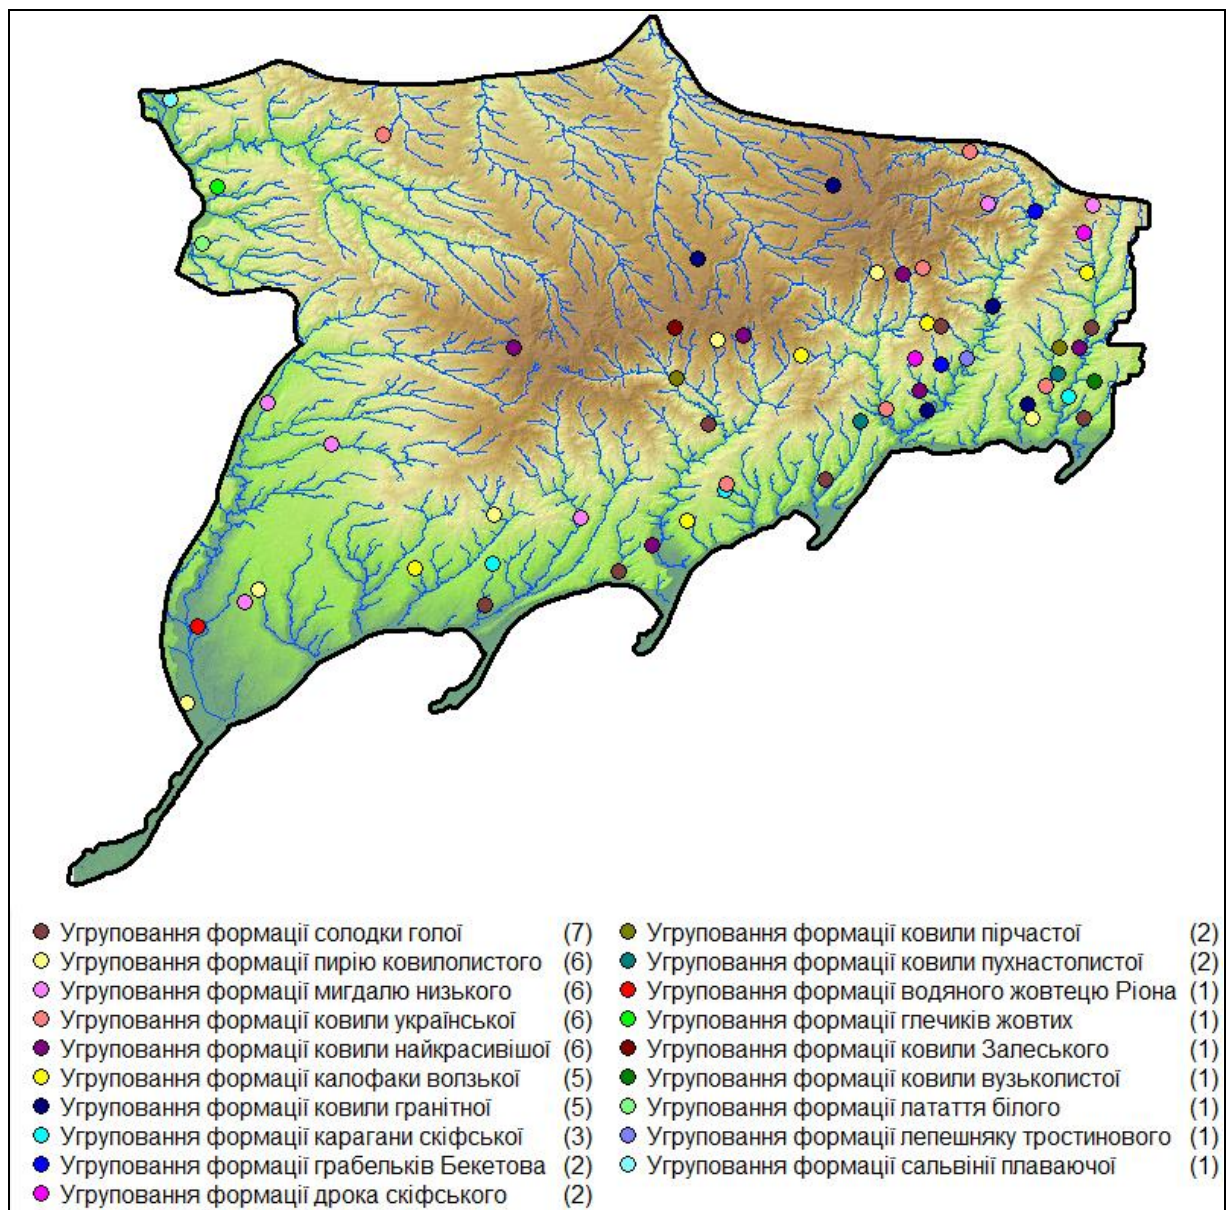 Угруповання формації солодки голої (7)
Угруповання формації пирію ковилолистого (6)
Угруповання формації мигдалю низького (6)
Угруповання формації ковили української (6)
Угруповання формації ковили найкрасивішої (6)
Угруповання формації калофаки волзької (5)
Угруповання формації ковили гранітної (5)
Угруповання формації карагани скіфської (3)
Угруповання формації грабельків Бекетова (2)
Угруповання формації дрока скіфського (2)
Угруповання формації ковили пірчастої (2)
Угруповання формації ковили пухнастолистої (2)
Угруповання формації водяного жовтецю Ріона (1)
Угруповання формації глечиків жовтих (1)
Угруповання формації ковили Залеського (1)
Угруповання формації ковили вузьколистої (1)
Угруповання формації латаття білого (1)
Угруповання формації лепешняку тростинового (1)
Угруповання формації сальвінії плаваючої (1)